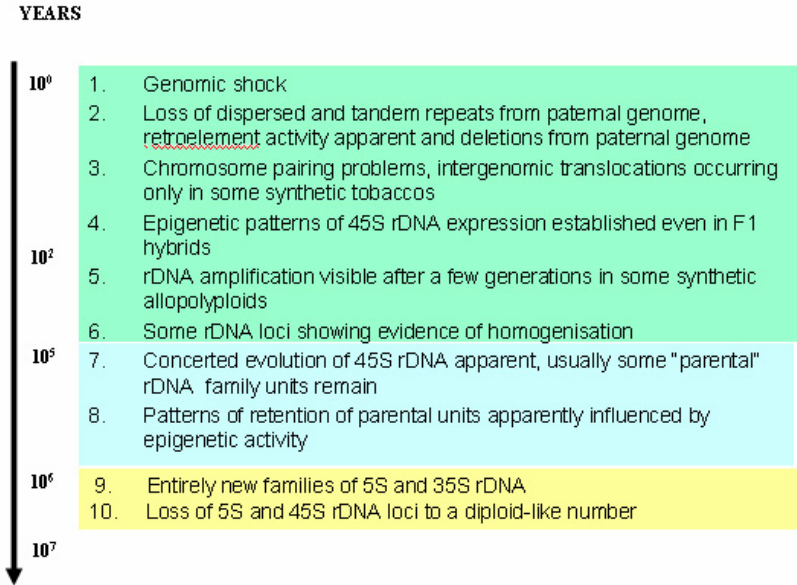 YEARS
10⁰
1. Genomic shock
2. Loss of dispersed and tandem repeats from paternal genome,
retroelement activity apparent and deletions from paternal genome
3. Chromosome pairing problems, intergenomic translocations occurring
only in some synthetic tobaccos
4. Epigenetic patterns of 45S rDNA expression established even in F1
hybrids
10²
5. rDNA amplification visible after a few generations in some synthetic
allopolyploids
6. Some rDNA loci showing evidence of homogenisation
10⁵
7. Concerted evolution of 45S rDNA apparent, usually some "parental"
rDNA family units remain
8. Patterns of retention of parental units apparently influenced by
epigenetic activity
10⁶
9. Entirely new families of 5S and 35S rDNA
10. Loss of 5S and 45S rDNA loci to a diploid-like number
10⁷